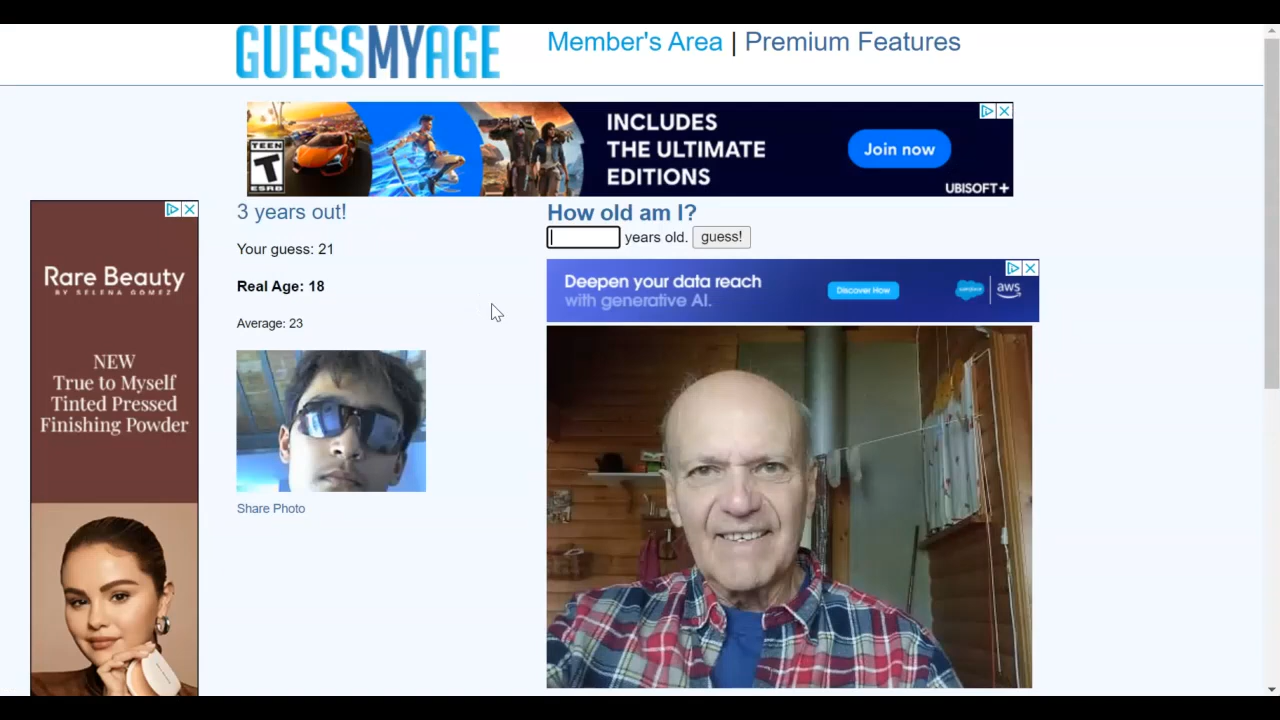 GUESSMYAGE
Member's Area | Premium Features
TEEN
T
ESRB
INCLUDES
THE ULTIMATE
EDITIONS
Join now
UBISOFT+
3 years out!
Your guess: 21
Real Age: 18
Average: 23
Share Photo
How old am I?
years old. guess!
Deepen your data reach
with generative AI.
Discover How
salesforce
aws
Rare Beauty
BY SELENA GOMEZ
NEW
True to Myself
Tinted Pressed
Finishing Powder